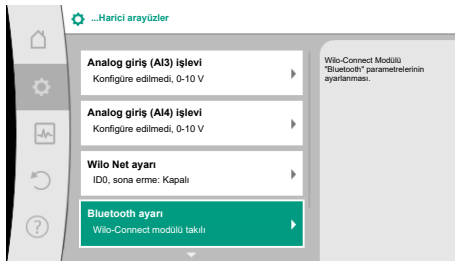 ...Harici arayüzler
Analog giriş (AI3) işlevi
Konfigüre edilmedi, 0-10 V
Analog giriş (AI4) işlevi
Konfigüre edilmedi, 0-10 V
Wilo Net ayarı
ID0, sona erme: Kapalı
Bluetooth ayarı
Wilo-Connect modülü takılı
Wilo-Connect Modülü
"Bluetooth" parametrelerinin
ayarlanması.